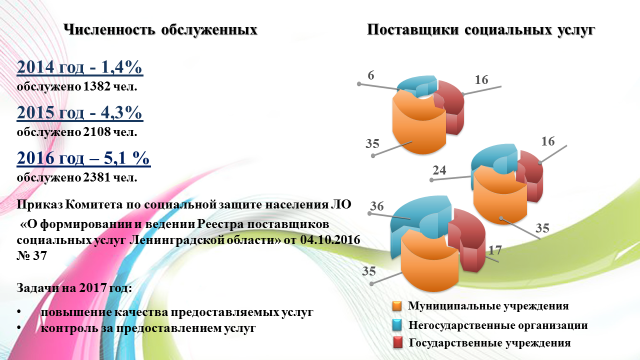 Численность обслуженных
2014 год - 1,4%
обслужено 1382 чел.
2015 год - 4,3%
обслужено 2108 чел.
2016 год – 5,1 %
обслужено 2381 чел.
Приказ Комитета по социальной защите населения ЛО
«О формировании и ведении Реестра поставщиков
социальных услуг Ленинградской области» от 04.10.2016
№ 37
Задачи на 2017 год:
• повышение качества предоставляемых услуг
• контроль за предоставлением услуг
Поставщики социальных услуг
6
16
35
16
24
35
36
17
35
Муниципальные учреждения
Негосударственные организации
Государственные учреждения